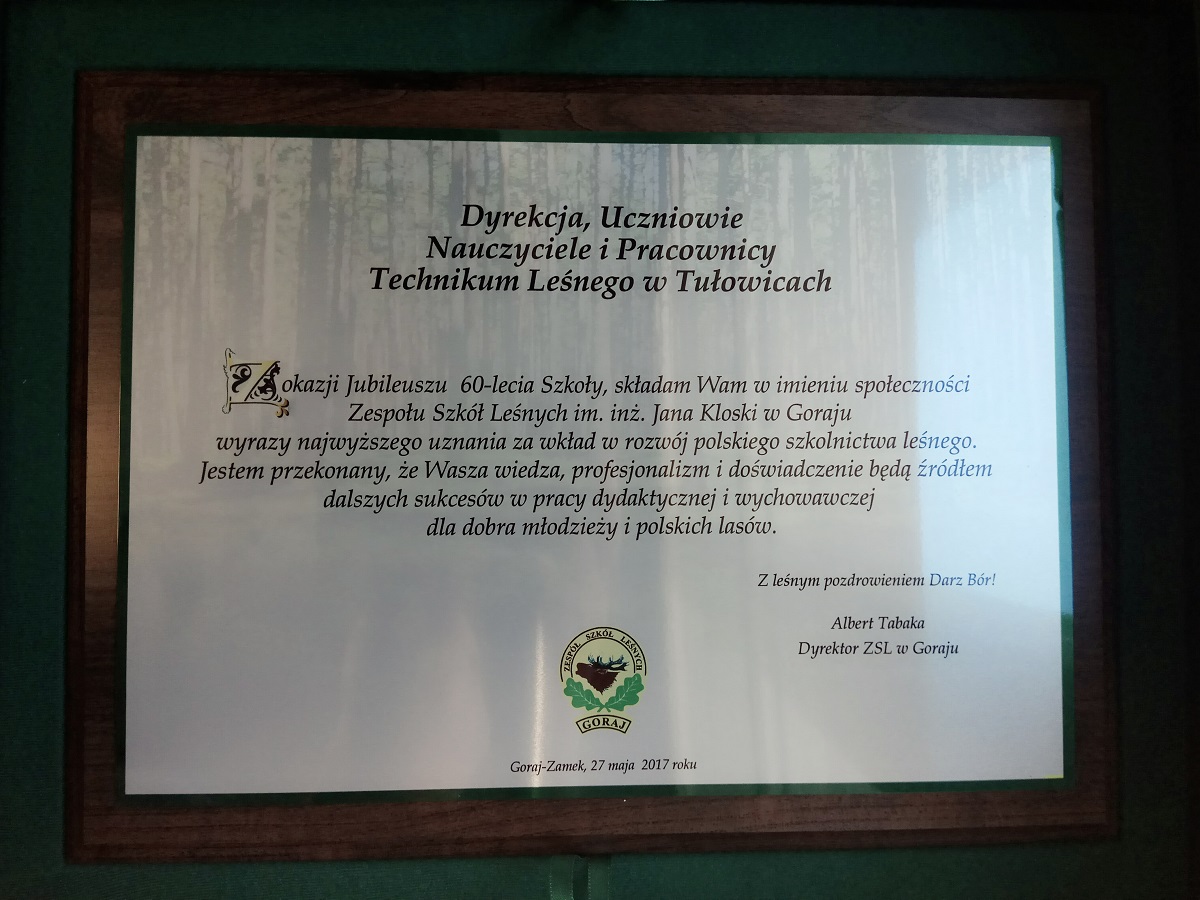 Dyrekcja, Uczniowie
Nauczyciele i Pracownicy
Technikum Leśnego w Tułowicach
Z okazji Jubileuszu 60-lecia Szkoły, składam Wam w imieniu społeczności
Zespołu Szkół Leśnych im. inż. Jana Kloski w Goraju
wyrazy najwyższego uznania za wkład w rozwój polskiego szkolnictwa leśnego.
Jestem przekonany, że Wasza wiedza, profesjonalizm i doświadczenie będą źródłem
dalszych sukcesów w pracy dydaktycznej i wychowawczej
dla dobra młodzieży i polskich lasów.
Z leśnym pozdrowieniem Darz Bór!
Albert Tabaka
Dyrektor ZSL w Goraju
ZESPÓŁ SZKÓŁ LEŚNYCH
GORAJ
Goraj-Zamek, 27 maja 2017 roku